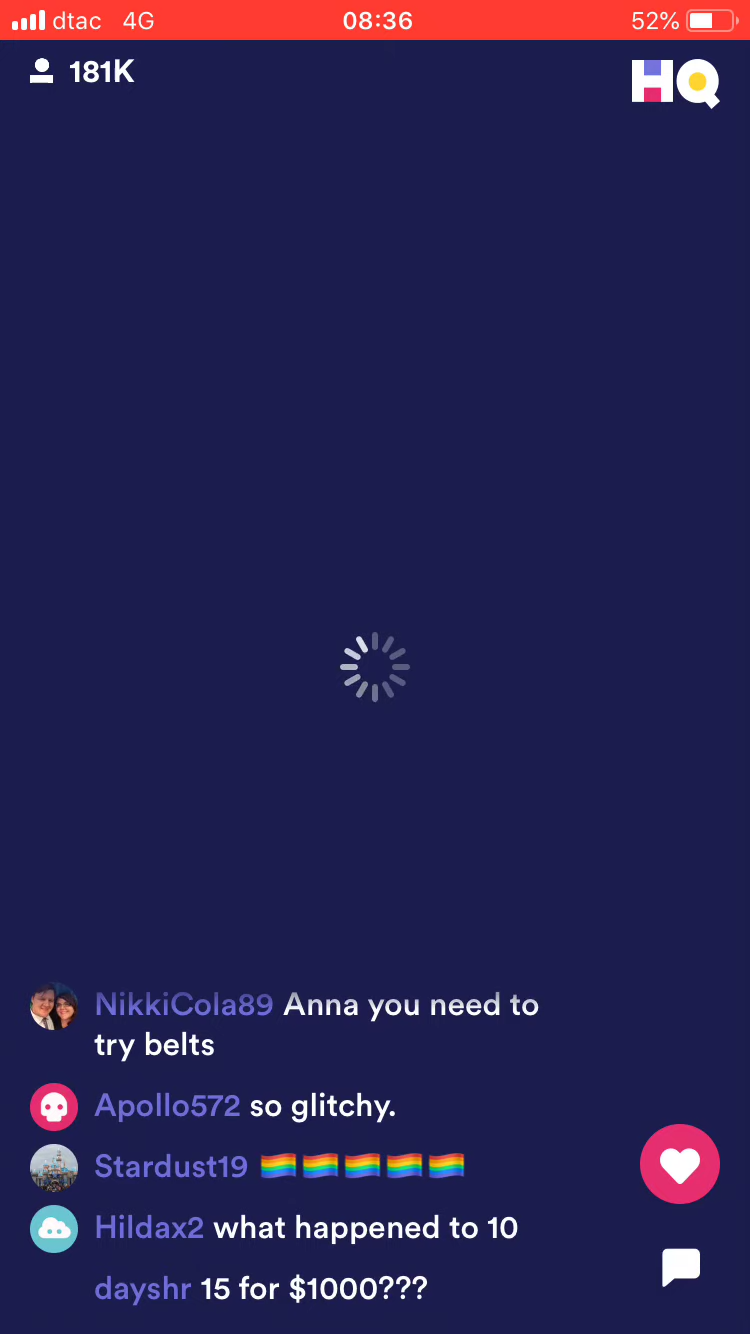 dtac 4G 08:36 52%
181K HQ
NikkiCola89 Anna you need to
try belts
Apollo572 so glitchy.
Stardust19 🏳️‍🌈🏳️‍🌈🏳️‍🌈🏳️‍🌈🏳️‍🌈
Hildax2 what happened to 10
dayshr 15 for $1000???